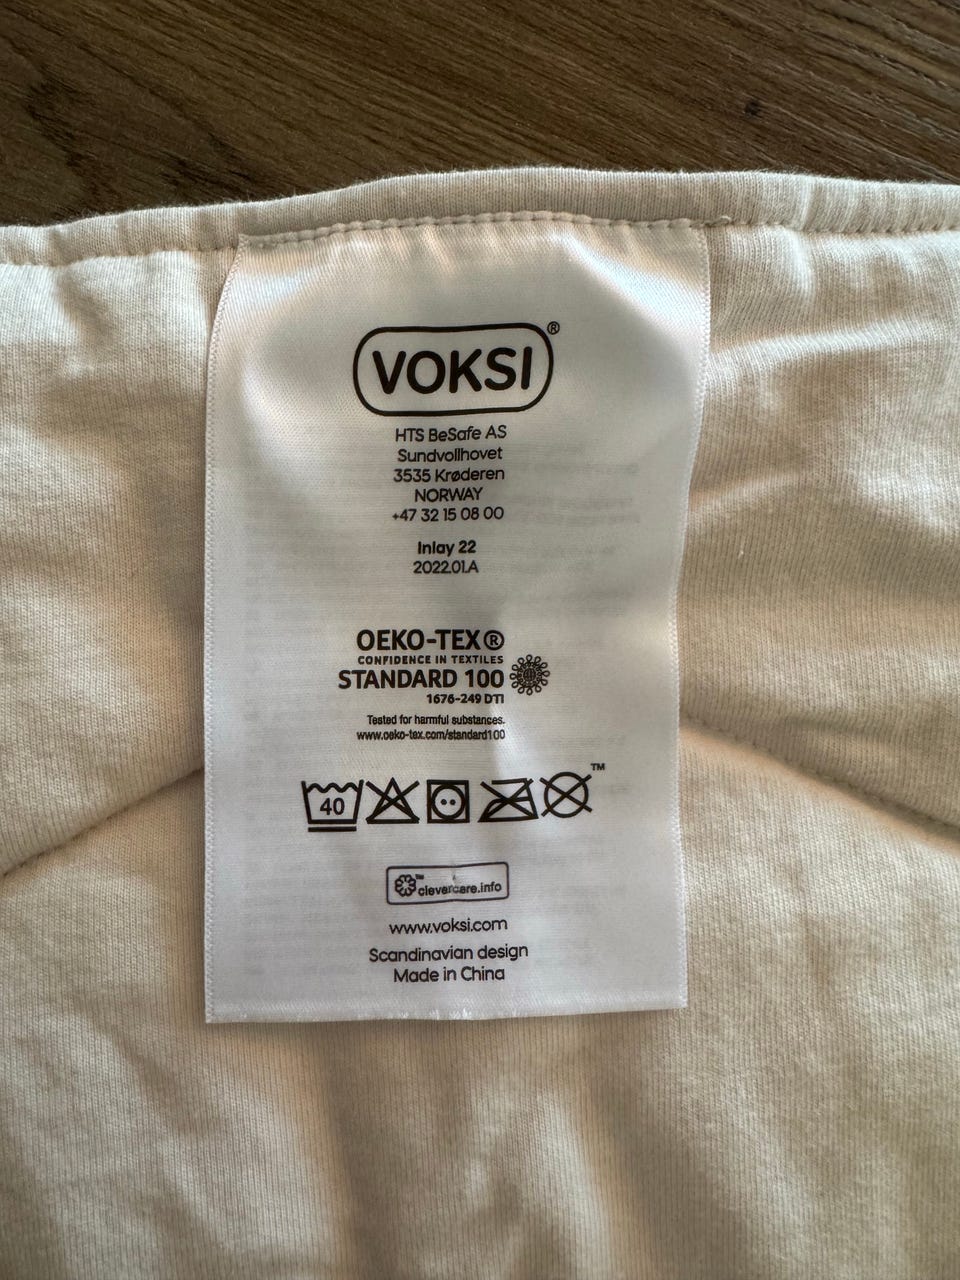 VOKSI®
HTS BeSafe AS
Sundvollhovet
3535 Krøderen
NORWAY
+47 32 15 08 00
Inlay 22
2022.01.A
OEKO-TEX®
CONFIDENCE IN TEXTILES
STANDARD 100
1676-249 DTI
Tested for harmful substances.
www.oeko-tex.com/standard100
40
™
™ clevercare.info
www.voksi.com
Scandinavian design
Made in China